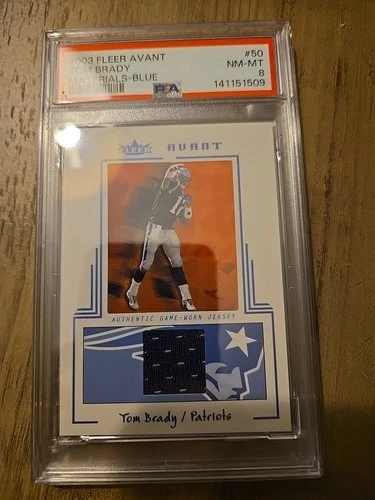 2003 FLEER AVANT #50
TOM BRADY NM-MT
MATERIALS-BLUE 8
PSA 141151509
FLEER AVANT
AUTHENTIC GAME-WORN JERSEY
Tom Brady / Patriots